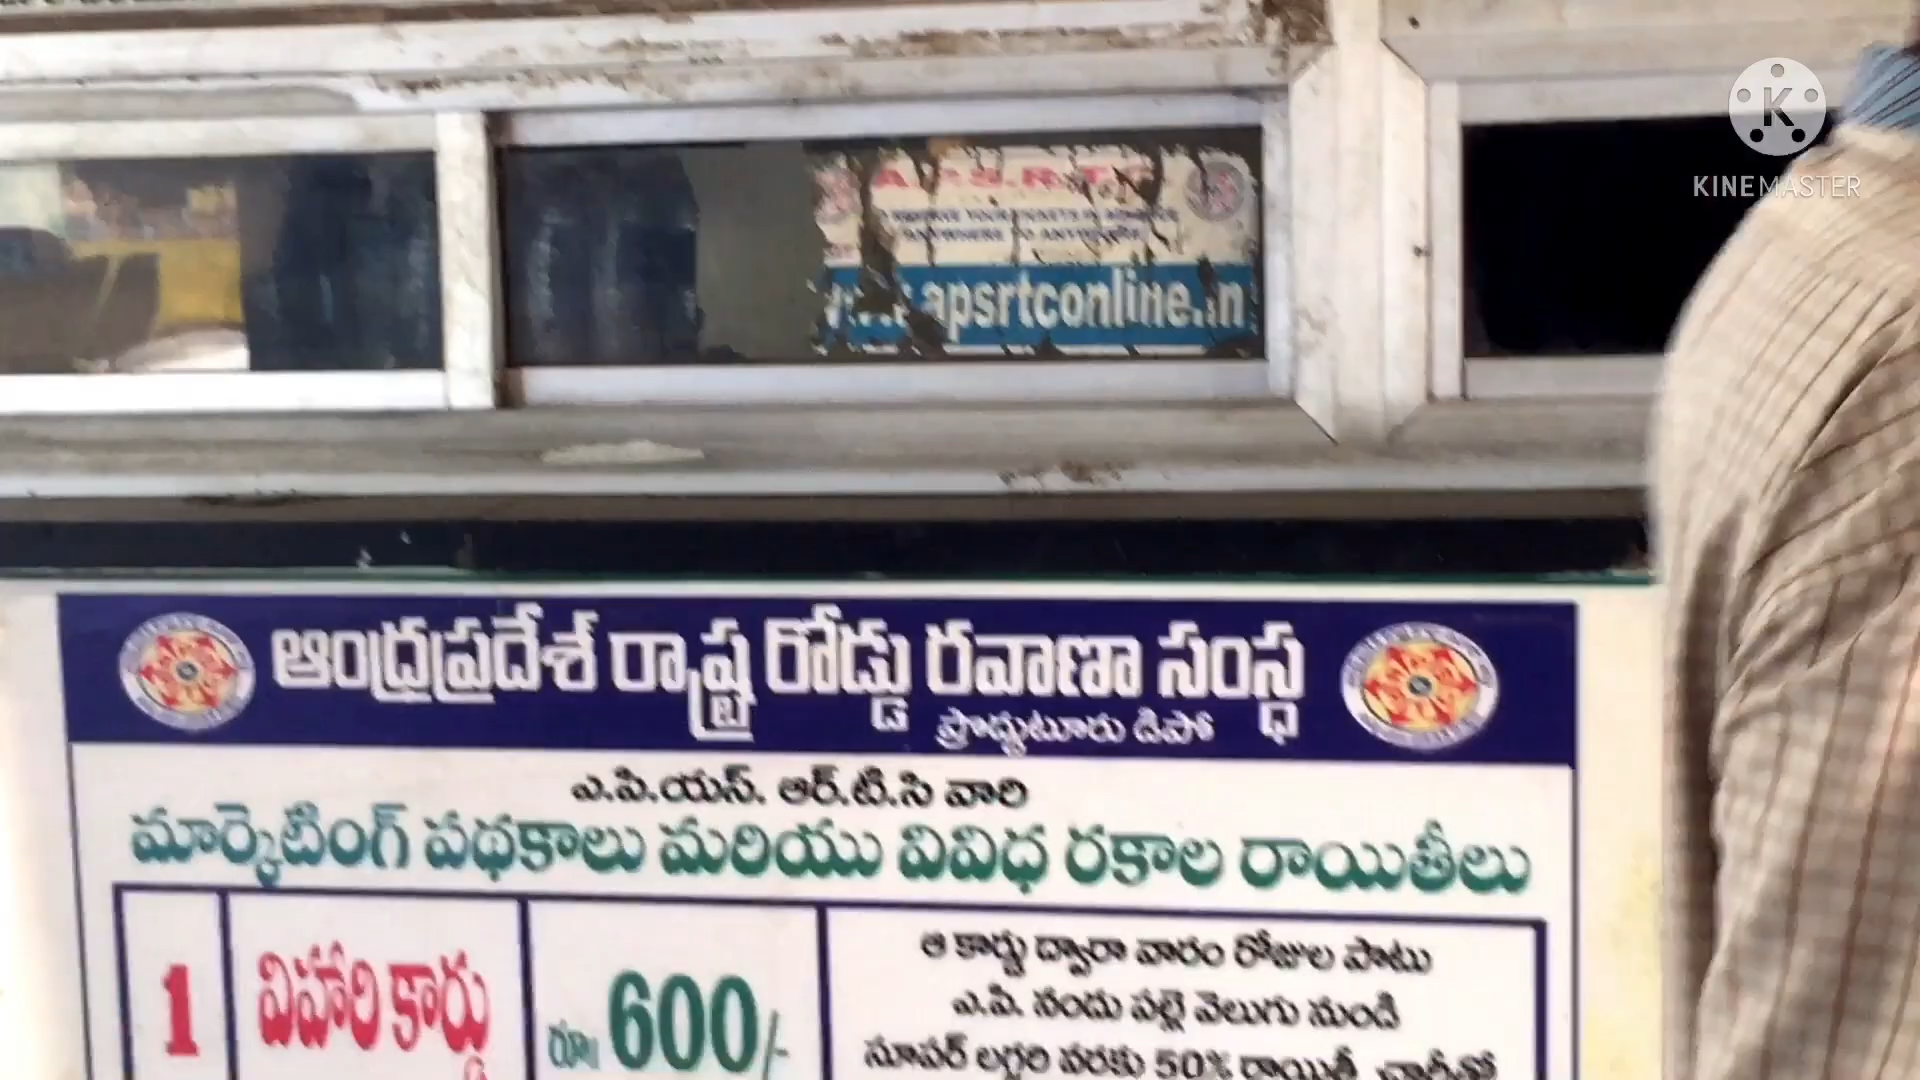 A.P.S.R.T.C
www.apsrtconline.in
KINEMASTER
ఆంధ్రప్రదేశ్ రాష్ట్ర రోడ్డు రవాణా సంస్థ
ప్రొద్దుటూరు డిపో
ఎ.పి.యస్. ఆర్.టి.సి వారి
మార్కెటింగ్ పథకాలు మరియు వివిధ రకాల రాయితీలు
1 విహారి కార్డు రూ॥ 600/-
ఆ కార్డు ద్వారా వారం రోజుల పాటు
ఎ.పి. నందు పల్లె వెలుగు నుండి
సూపర్ లగ్జరి వరకు 50% రాయితీ